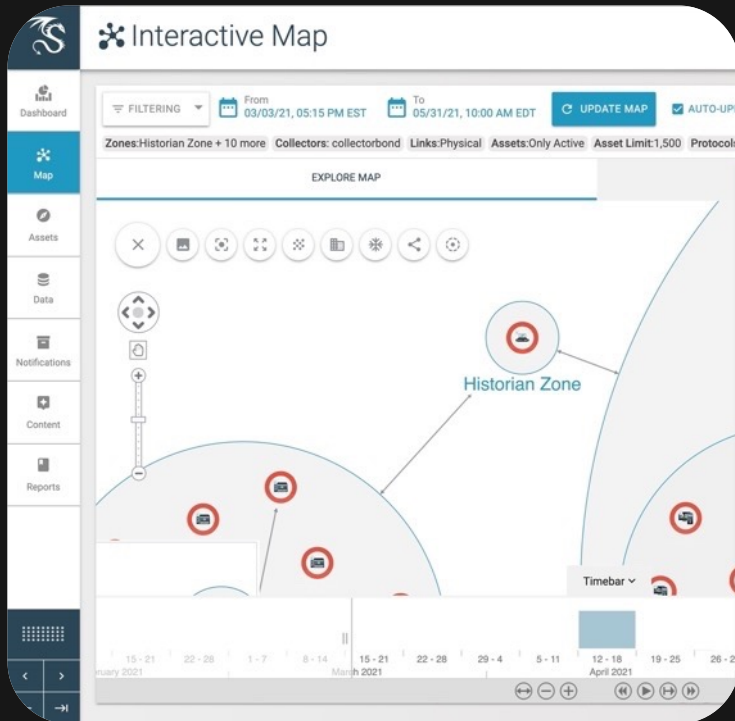 Interactive Map
Dashboard
Map
Assets
Data
Notifications
Content
Reports
FILTERING
From
03/03/21, 05:15 PM EST
To
05/31/21, 10:00 AM EDT
UPDATE MAP
AUTO-UP
Zones:Historian Zone + 10 more Collectors: collectorbond Links:Physical Assets:Only Active Asset Limit:1,500 Protocols
EXPLORE MAP
Historian Zone
Timebar
15 - 21 22 - 28 1 - 7 8 - 14 15 - 21 22 - 28 29 - 4 5 - 11 12 - 18 19 - 25 26 - 2
ruary 2021 March 2021 April 2021